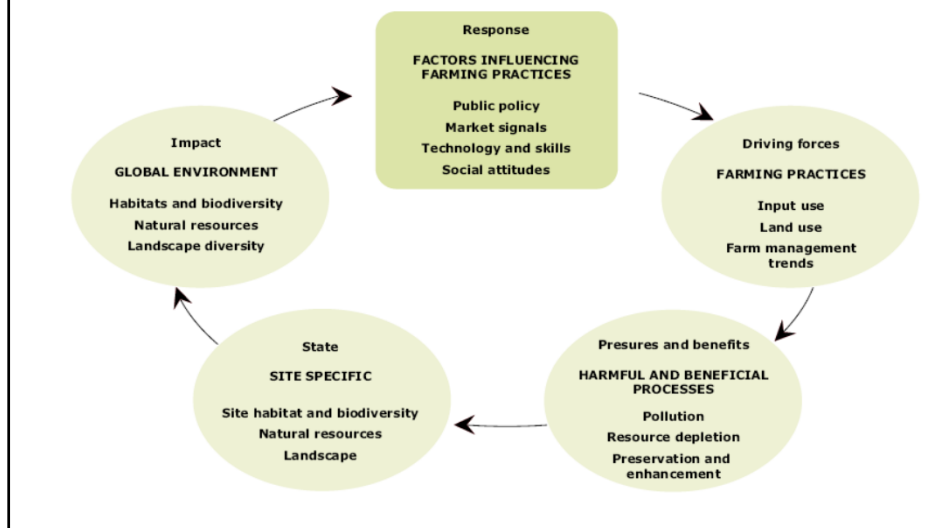 Response
FACTORS INFLUENCING
FARMING PRACTICES
Public policy
Market signals
Technology and skills
Social attitudes
Driving forces
FARMING PRACTICES
Input use
Land use
Farm management
trends
Presures and benefits
HARMFUL AND BENEFICIAL
PROCESSES
Pollution
Resource depletion
Preservation and
enhancement
State
SITE SPECIFIC
Site habitat and biodiversity
Natural resources
Landscape
Impact
GLOBAL ENVIRONMENT
Habitats and biodiversity
Natural resources
Landscape diversity